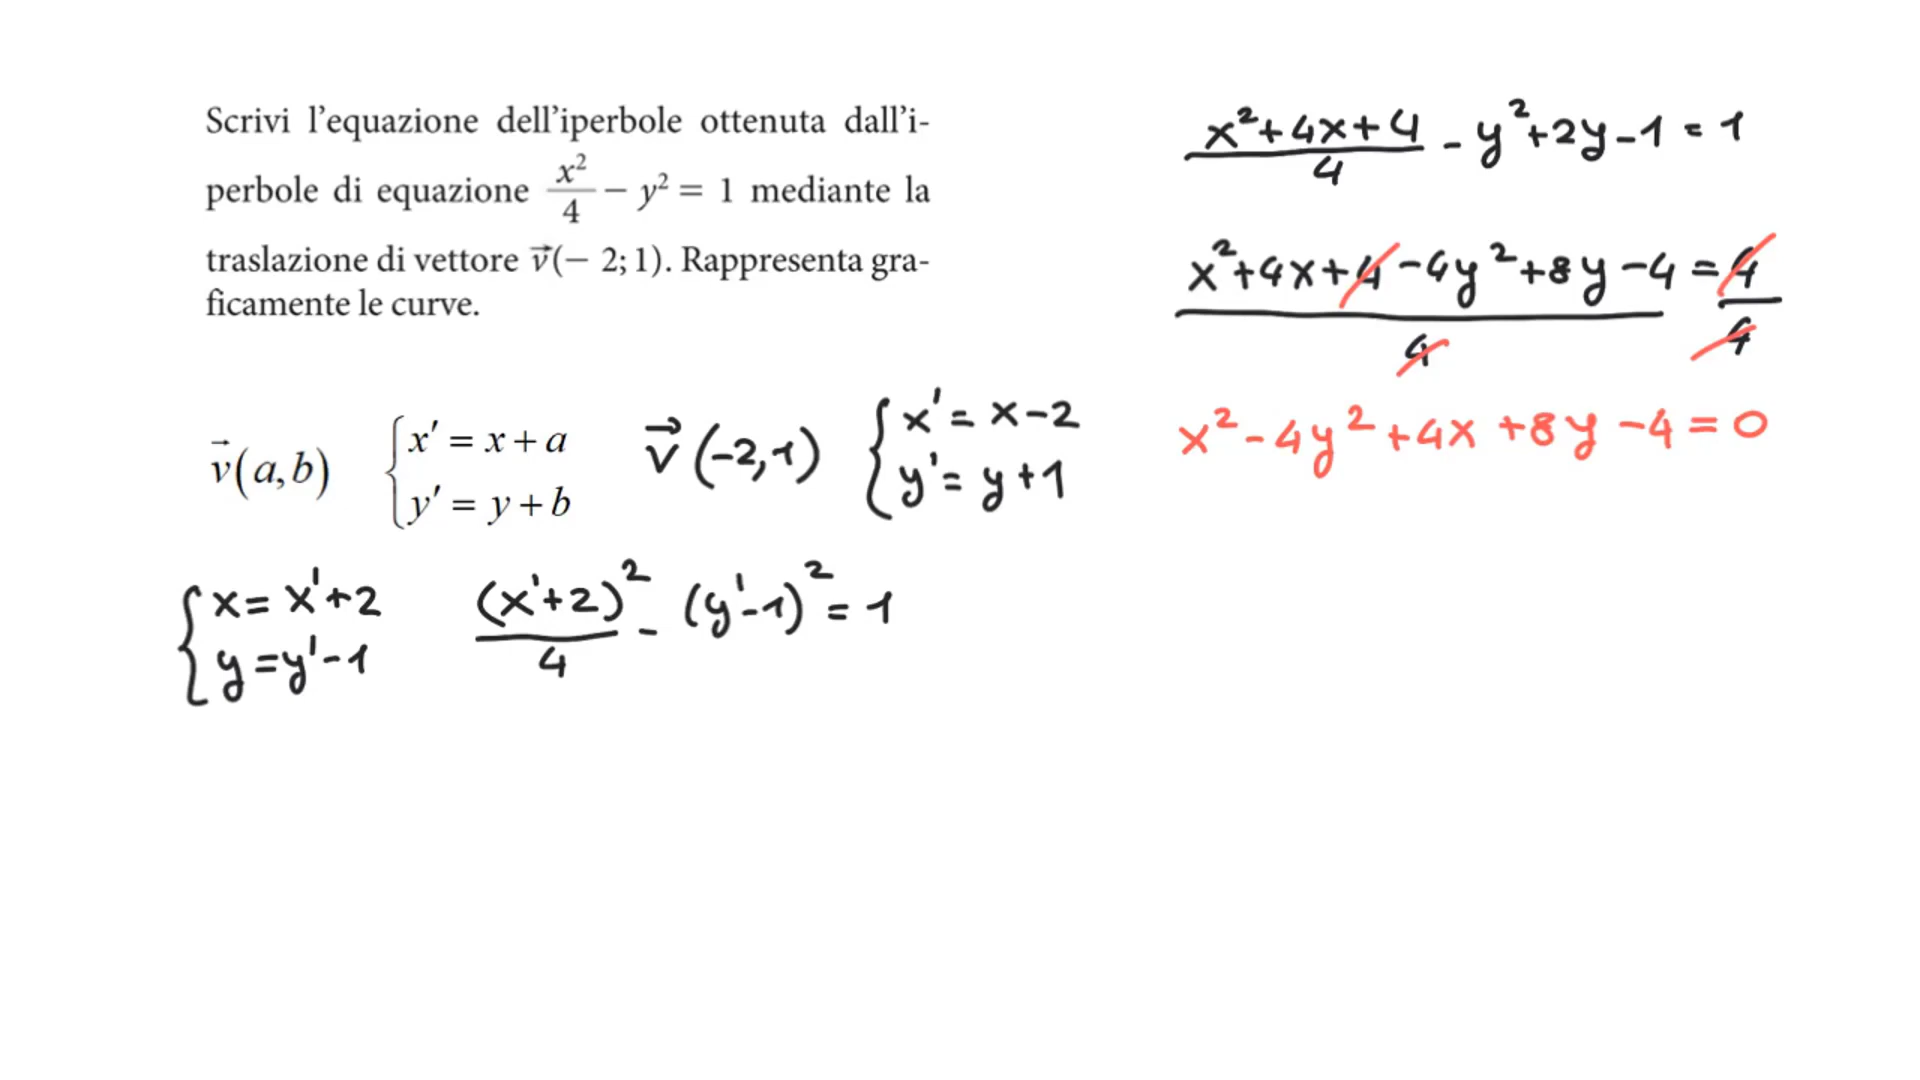 Scrivi l'equazione dell'iperbole ottenuta dall'i-
perbole di equazione x²/4 − y² = 1 mediante la
traslazione di vettore v⃗(− 2; 1). Rappresenta gra-
ficamente le curve.
v⃗(a,b) {x′ = x + a
y′ = y + b
v⃗(-2,1) {x' = x-2
y' = y+1
{x = x'+2
y = y'-1
(x'+2)²/4 - (y'-1)² = 1
(x²+4x+4)/4 - y²+2y-1 = 1
(x²+4x+4-4y²+8y-4)/4 = 4/4
x²-4y²+4x+8y-4=0